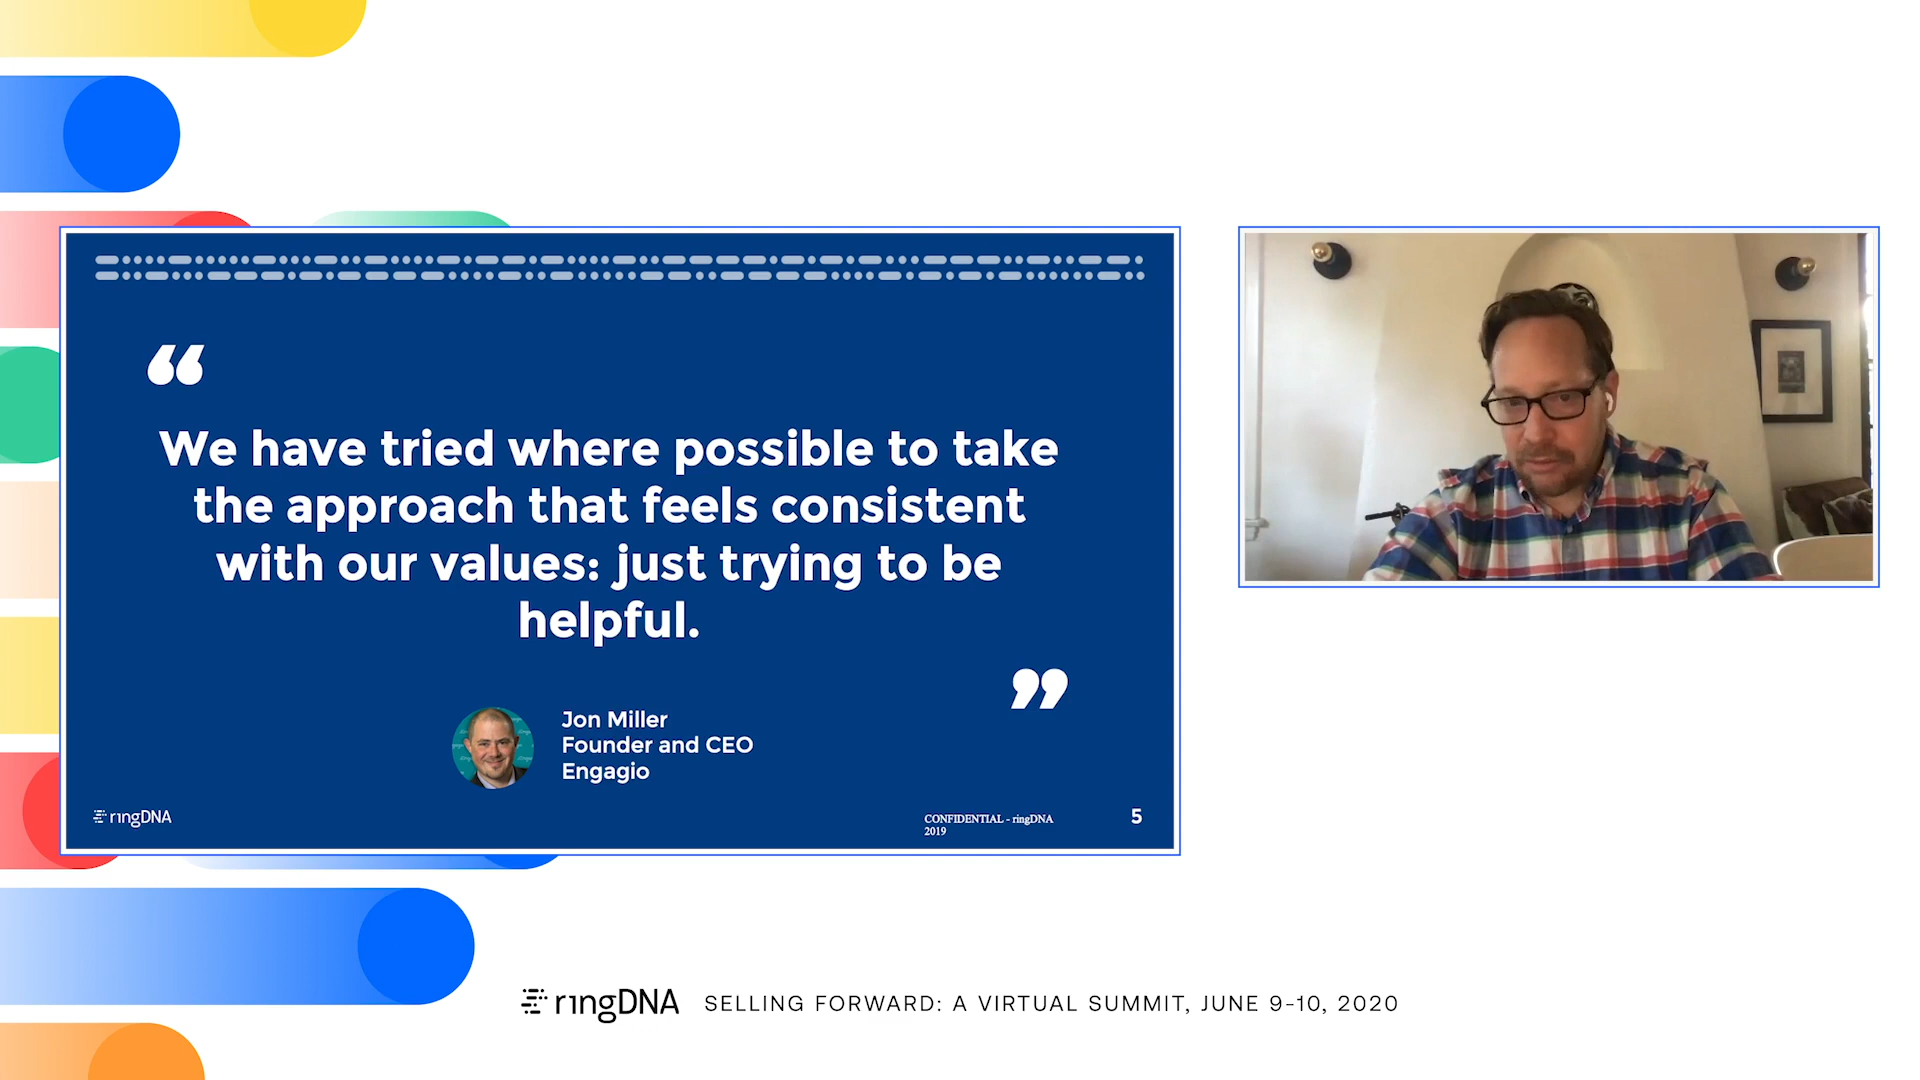 “
We have tried where possible to take
the approach that feels consistent
with our values: just trying to be
helpful.
”
Jon Miller
Founder and CEO
Engagio
ringDNA
CONFIDENTIAL - ringDNA
2019
5
ringDNA SELLING FORWARD: A VIRTUAL SUMMIT, JUNE 9-10, 2020